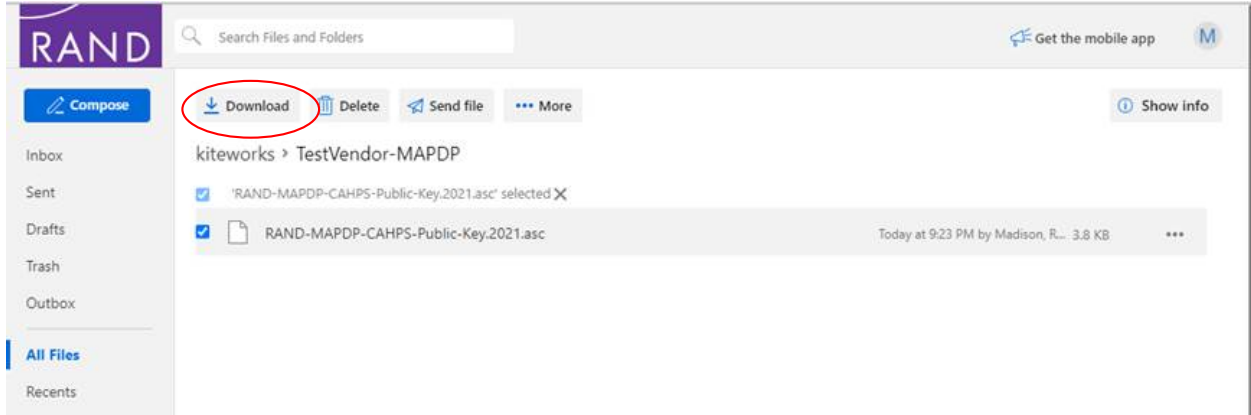 RAND
Search Files and Folders
Get the mobile app
M
Compose
Download
Delete
Send file
••• More
Show info
Inbox
kiteworks > TestVendor-MAPDP
Sent
'RAND-MAPDP-CAHPS-Public-Key.2021.asc' selected X
Drafts
RAND-MAPDP-CAHPS-Public-Key.2021.asc
Today at 9:23 PM by Madison, R... 3.8 KB
•••
Trash
Outbox
All Files
Recents